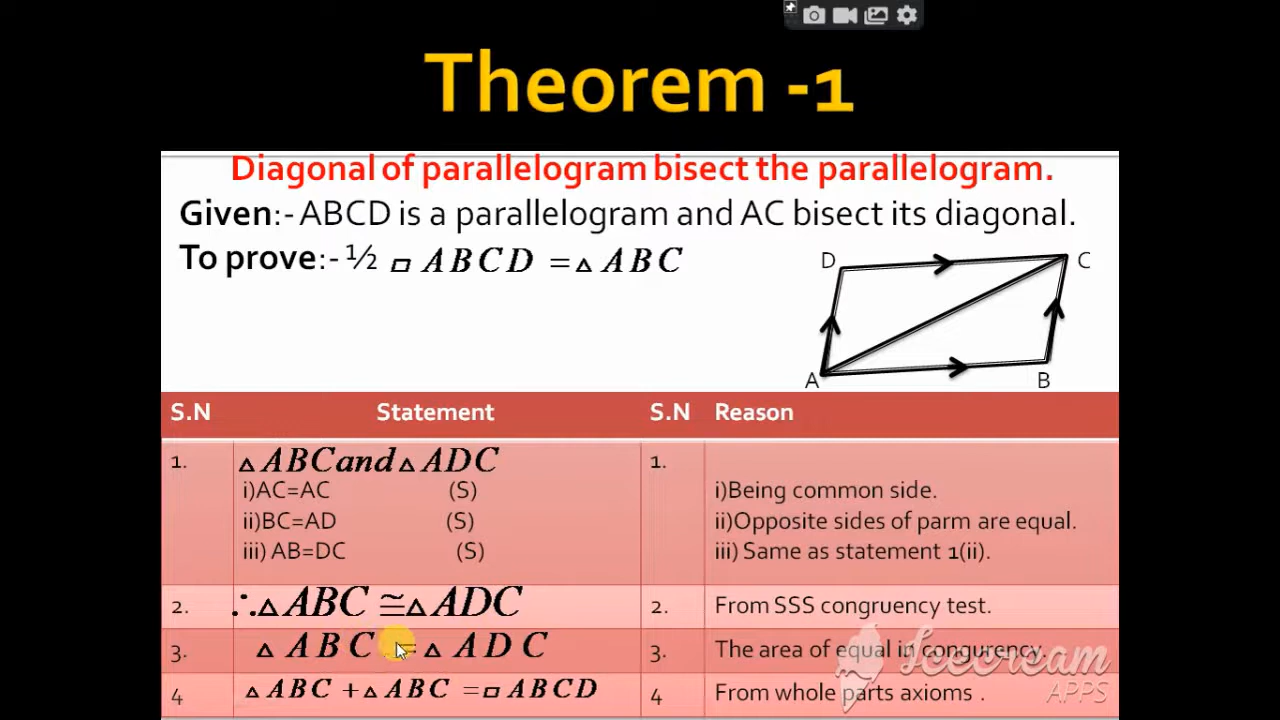 Theorem -1
Diagonal of parallelogram bisect the parallelogram.
Given:- ABCD is a parallelogram and AC bisect its diagonal.
To prove:- ½ ▱ ABCD = △ ABC
D
C
A
B
S.N Statement S.N Reason
1. △ ABC and △ ADC 1.
i)AC=AC (S) i)Being common side.
ii)BC=AD (S) ii)Opposite sides of parm are equal.
iii) AB=DC (S) iii) Same as statement 1(ii).
2. ∴ △ ABC ≅ △ ADC 2. From SSS congruency test.
3. △ ABC = △ ADC 3. The area of equal in congurency.
4 △ ABC + △ ABC = ▱ ABCD 4 From whole parts axioms .
Icecream
APPS